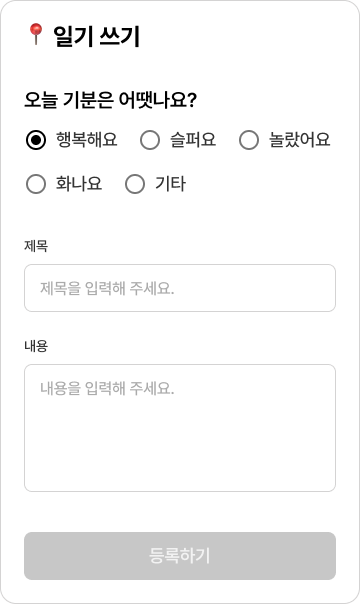 일기 쓰기
오늘 기분은 어땟나요?
행복해요 슬퍼요 놀랐어요
화나요 기타
제목
제목을 입력해 주세요.
내용
내용을 입력해 주세요.
등록하기